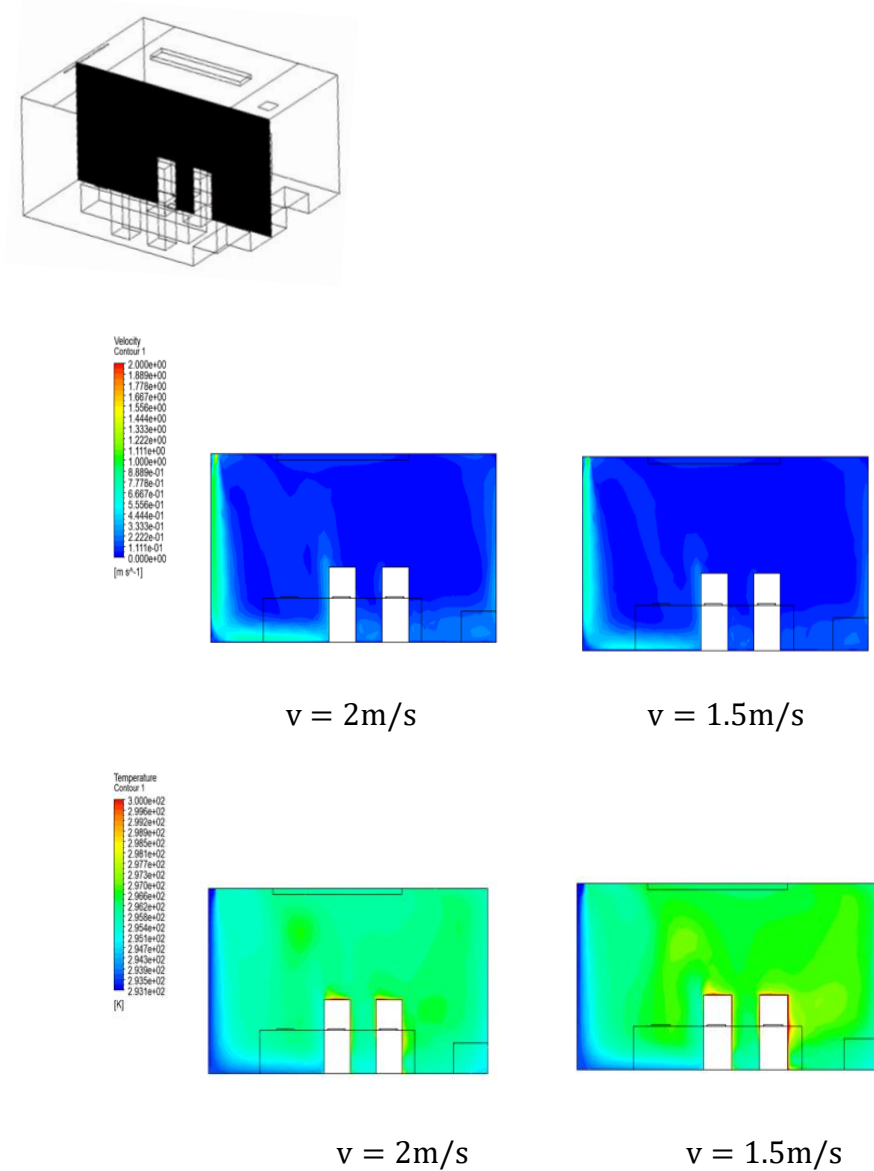 Velocity
Contour 1
2.000e+00
1.889e+00
1.778e+00
1.667e+00
1.556e+00
1.444e+00
1.333e+00
1.222e+00
1.111e+00
1.000e+00
8.889e-01
7.778e-01
6.667e-01
5.556e-01
4.444e-01
3.333e-01
2.222e-01
1.111e-01
0.000e+00
[m s^-1]
v = 2m/s
v = 1.5m/s
Temperature
Contour 1
3.000e+02
2.996e+02
2.992e+02
2.989e+02
2.985e+02
2.981e+02
2.977e+02
2.973e+02
2.970e+02
2.966e+02
2.962e+02
2.958e+02
2.954e+02
2.951e+02
2.947e+02
2.943e+02
2.939e+02
2.935e+02
2.931e+02
[K]
v = 2m/s
v = 1.5m/s